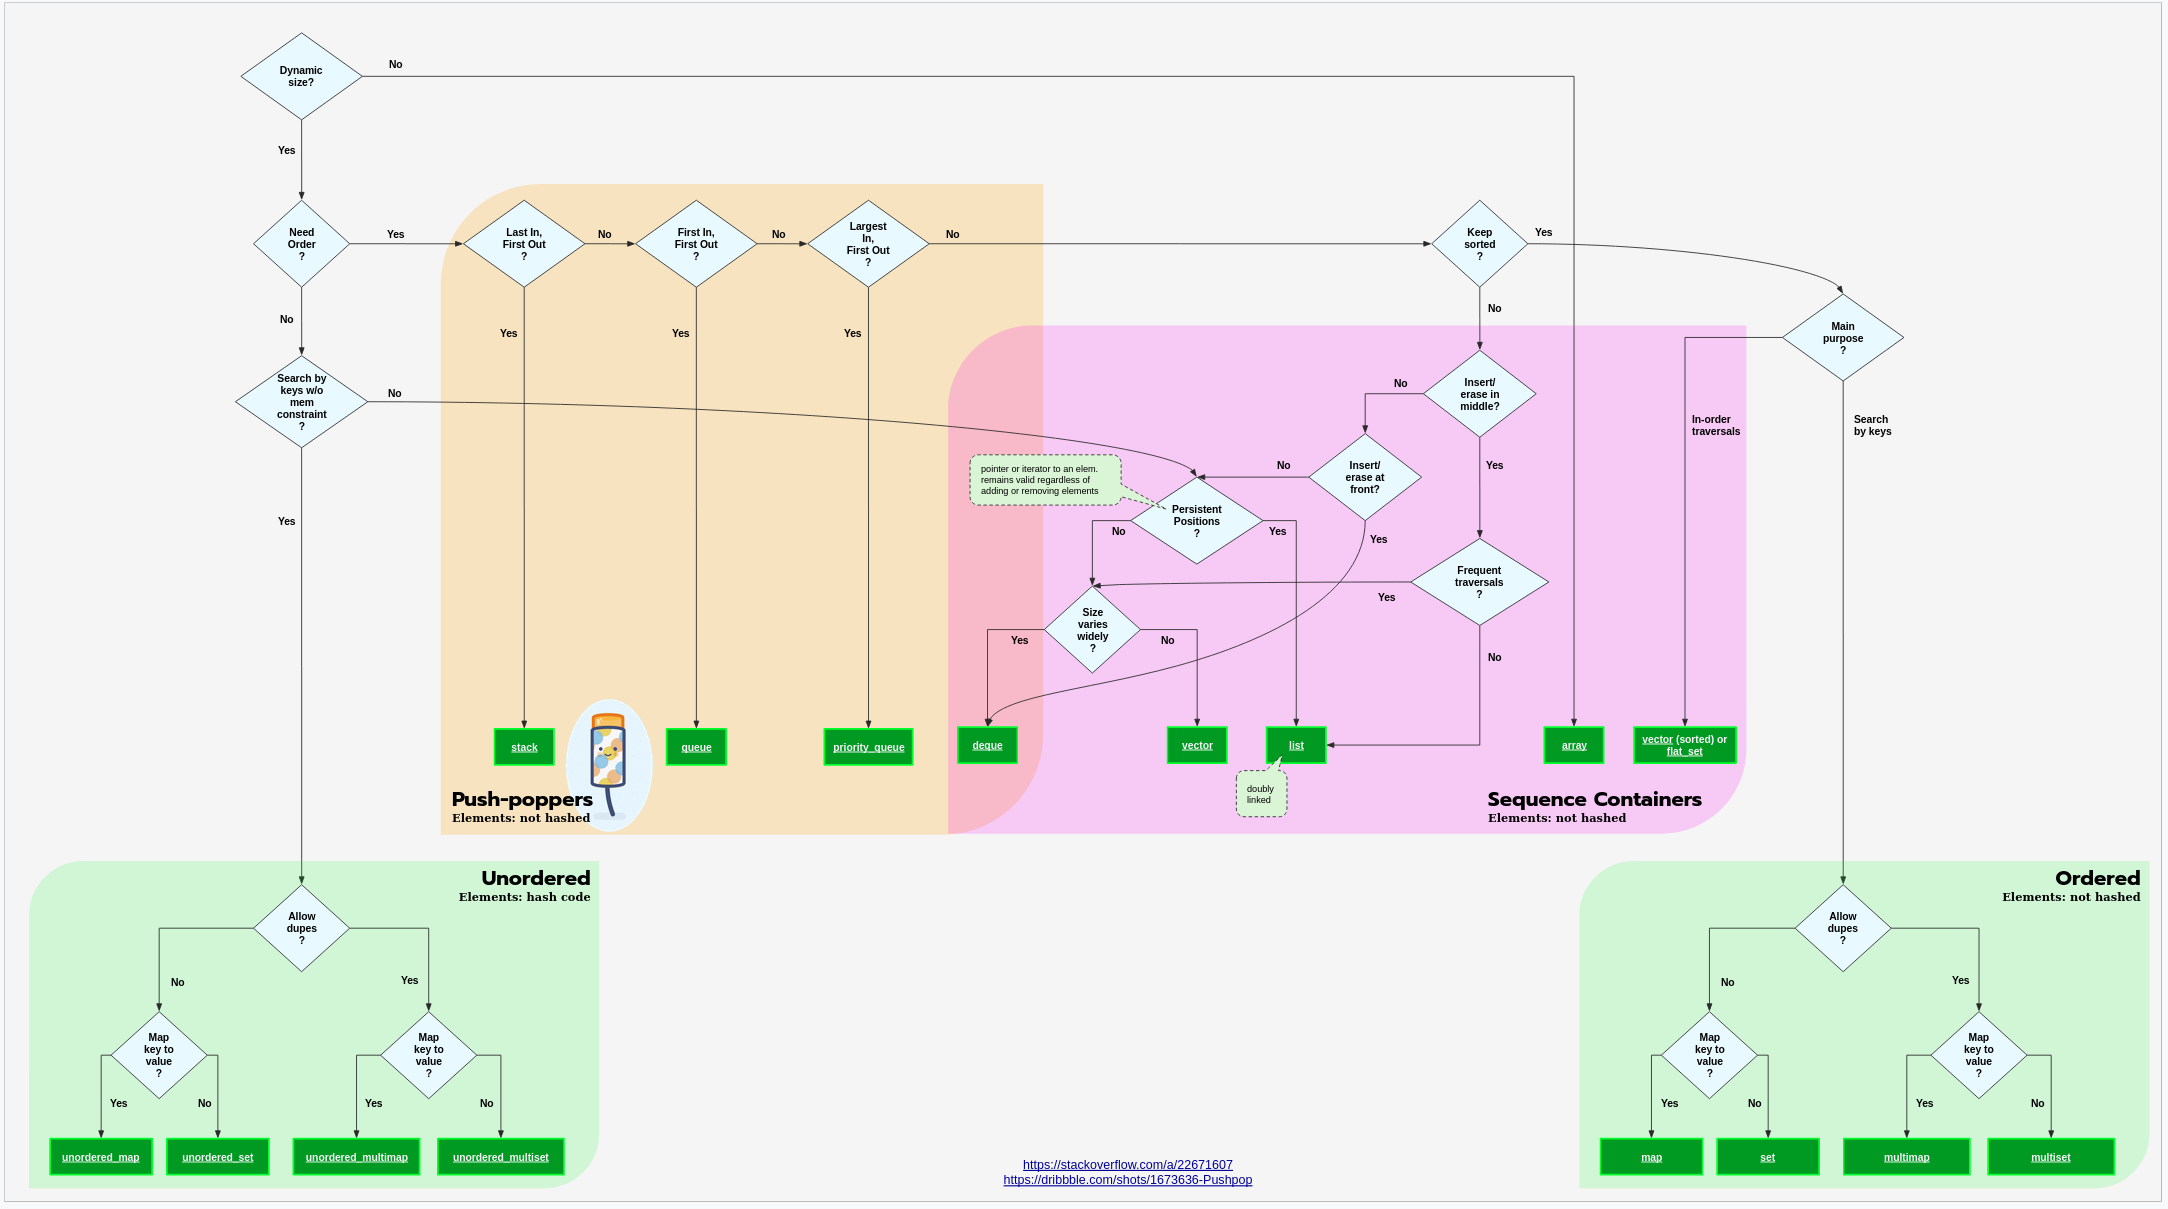 Dynamic
size?
No
Yes
Need
Order
?
Yes
Last In,
First Out
?
No
First In,
First Out
?
No
Largest
In,
First Out
?
No
Keep
sorted
?
Yes
No
No
Yes
Yes
Yes
Main
purpose
?
Search by
keys w/o
mem
constraint
?
No
No
Insert/
erase in
middle?
In-order
traversals
Search
by keys
pointer or iterator to an elem.
remains valid regardless of
adding or removing elements
No
Insert/
erase at
front?
Yes
Yes
Persistent
Positions
?
No
Yes
Yes
Frequent
traversals
?
Yes
Size
varies
widely
?
Yes
No
No
stack
queue
priority_queue
deque
vector
list
array
vector (sorted) or
flat_set
doubly
linked
Push-poppers
Elements: not hashed
Sequence Containers
Elements: not hashed
Unordered
Elements: hash code
Allow
dupes
?
No
Yes
Map
key to
value
?
Map
key to
value
?
Yes
No
Yes
No
unordered_map
unordered_set
unordered_multimap
unordered_multiset
Ordered
Elements: not hashed
Allow
dupes
?
No
Yes
Map
key to
value
?
Map
key to
value
?
Yes
No
Yes
No
map
set
multimap
multiset
https://stackoverflow.com/a/22671607
https://dribbble.com/shots/1673636-Pushpop